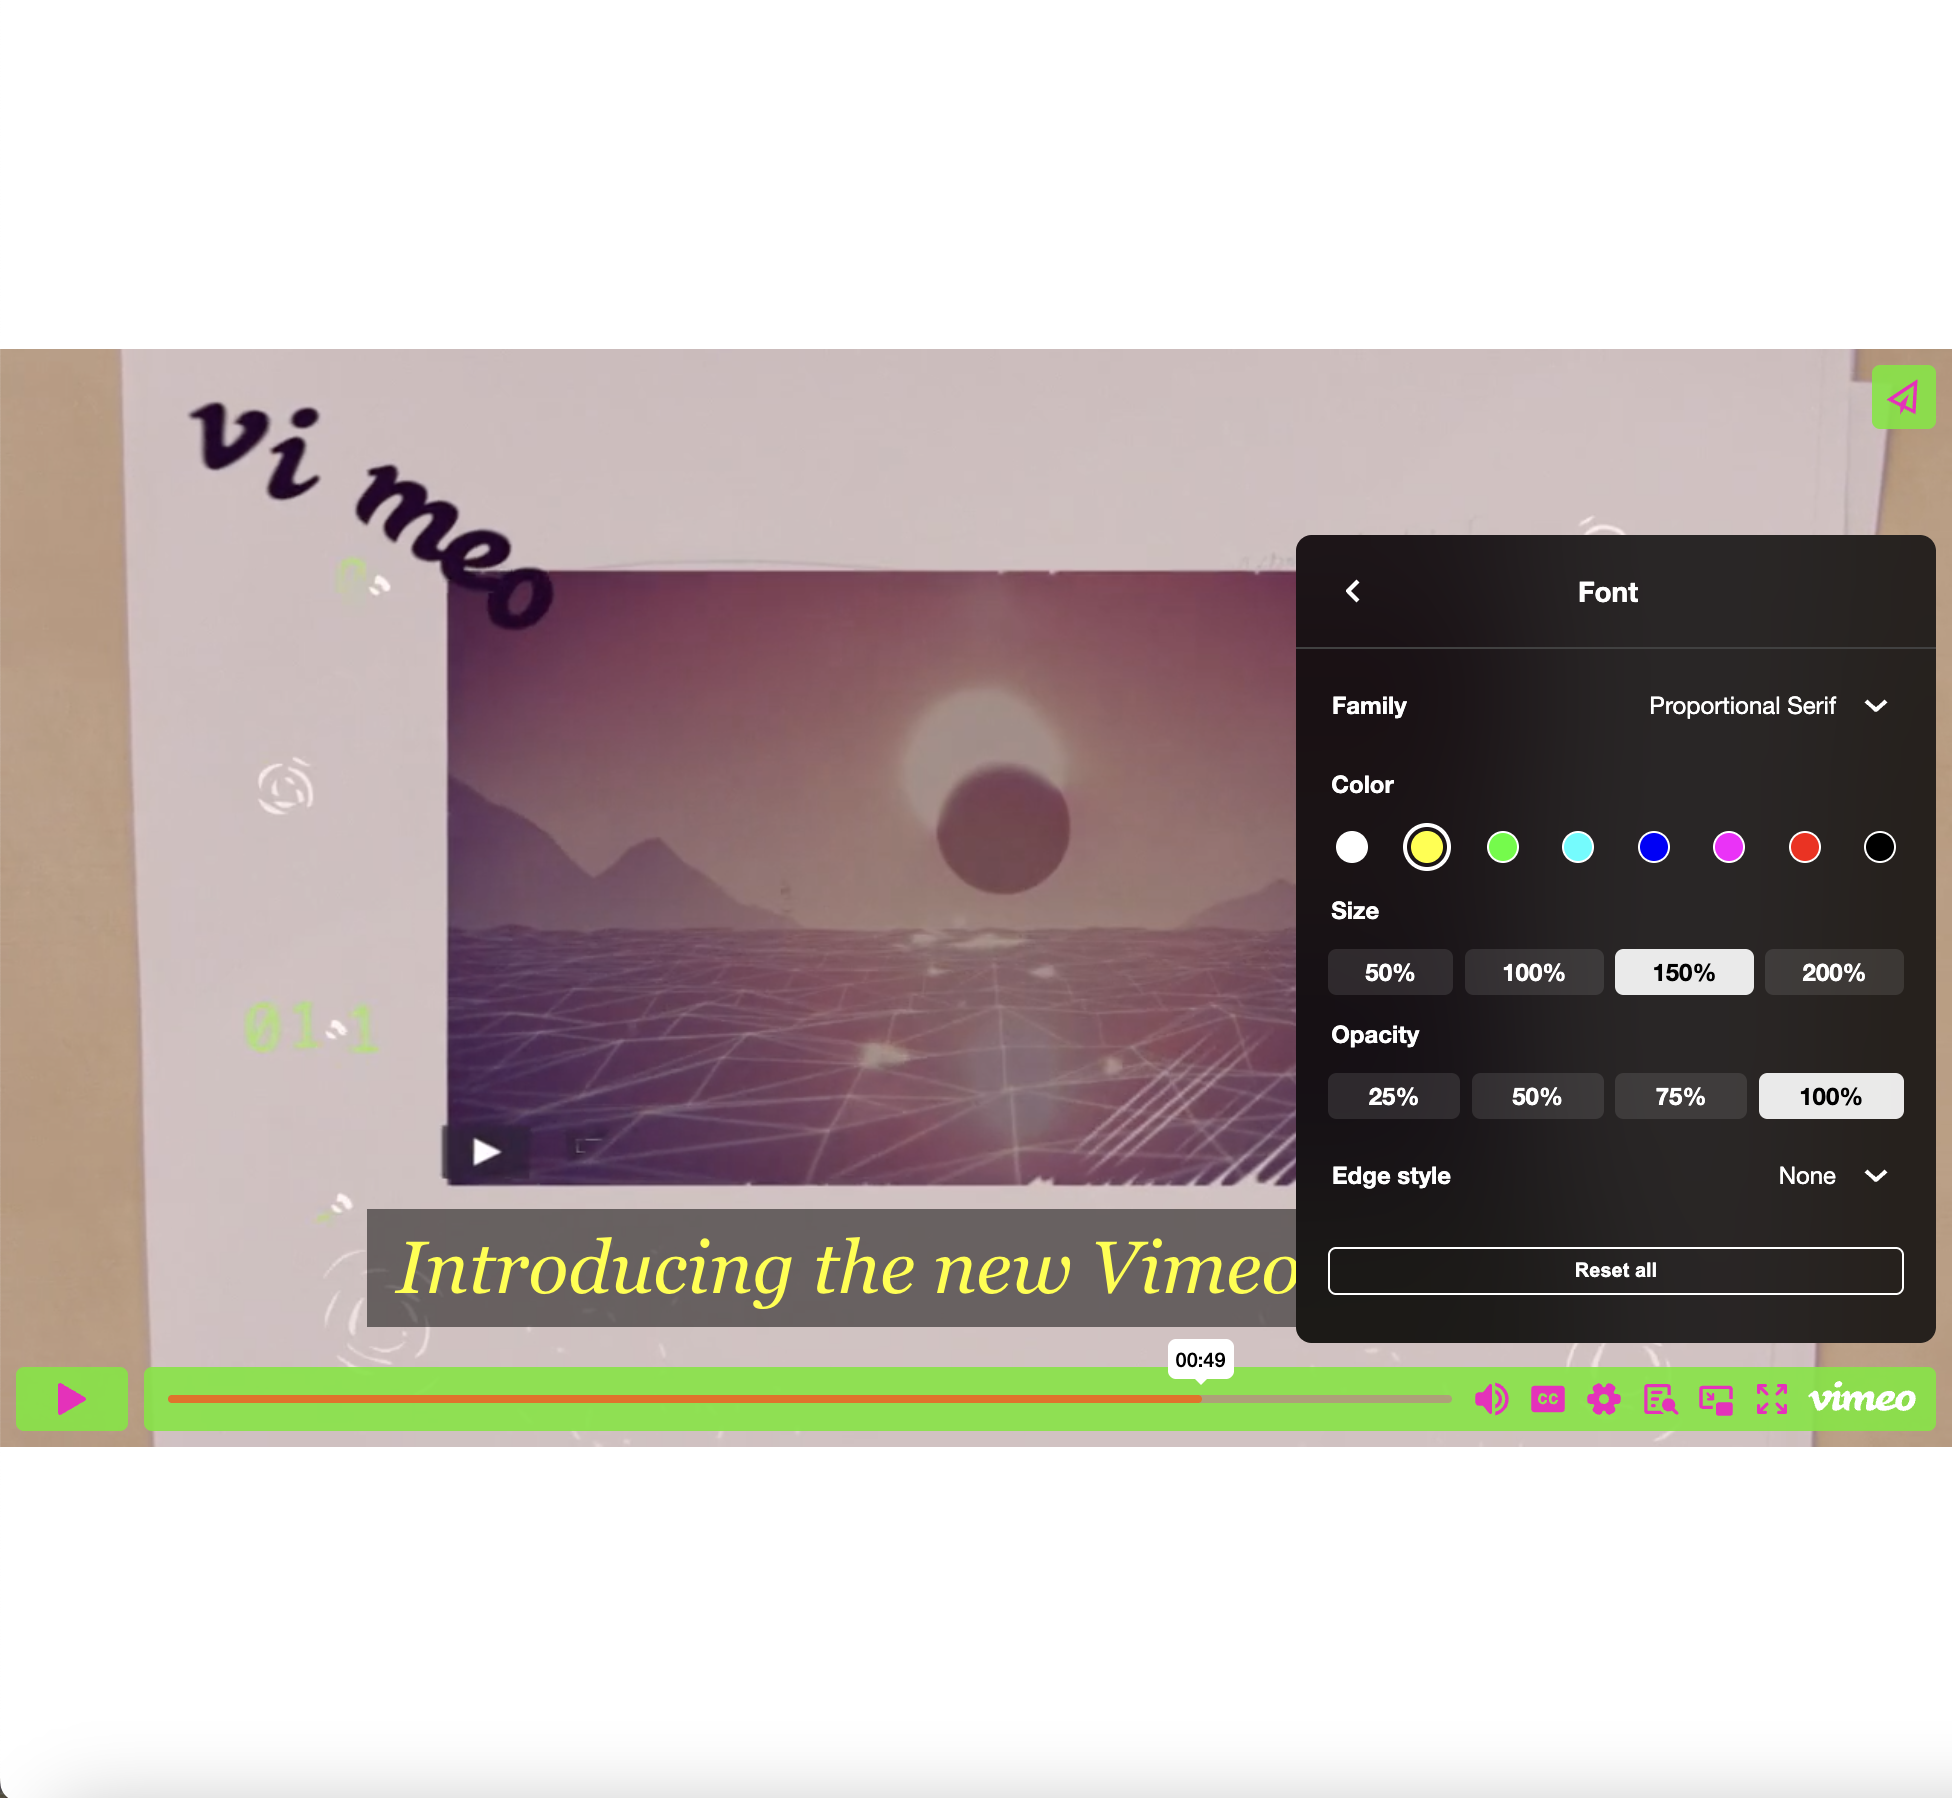 vi meo
0
01 1
Font
Family Proportional Serif
Color
Size
50% 100% 150% 200%
Opacity
25% 50% 75% 100%
Edge style None
Reset all
Introducing the new Vimeo
00:49
CC
vimeo